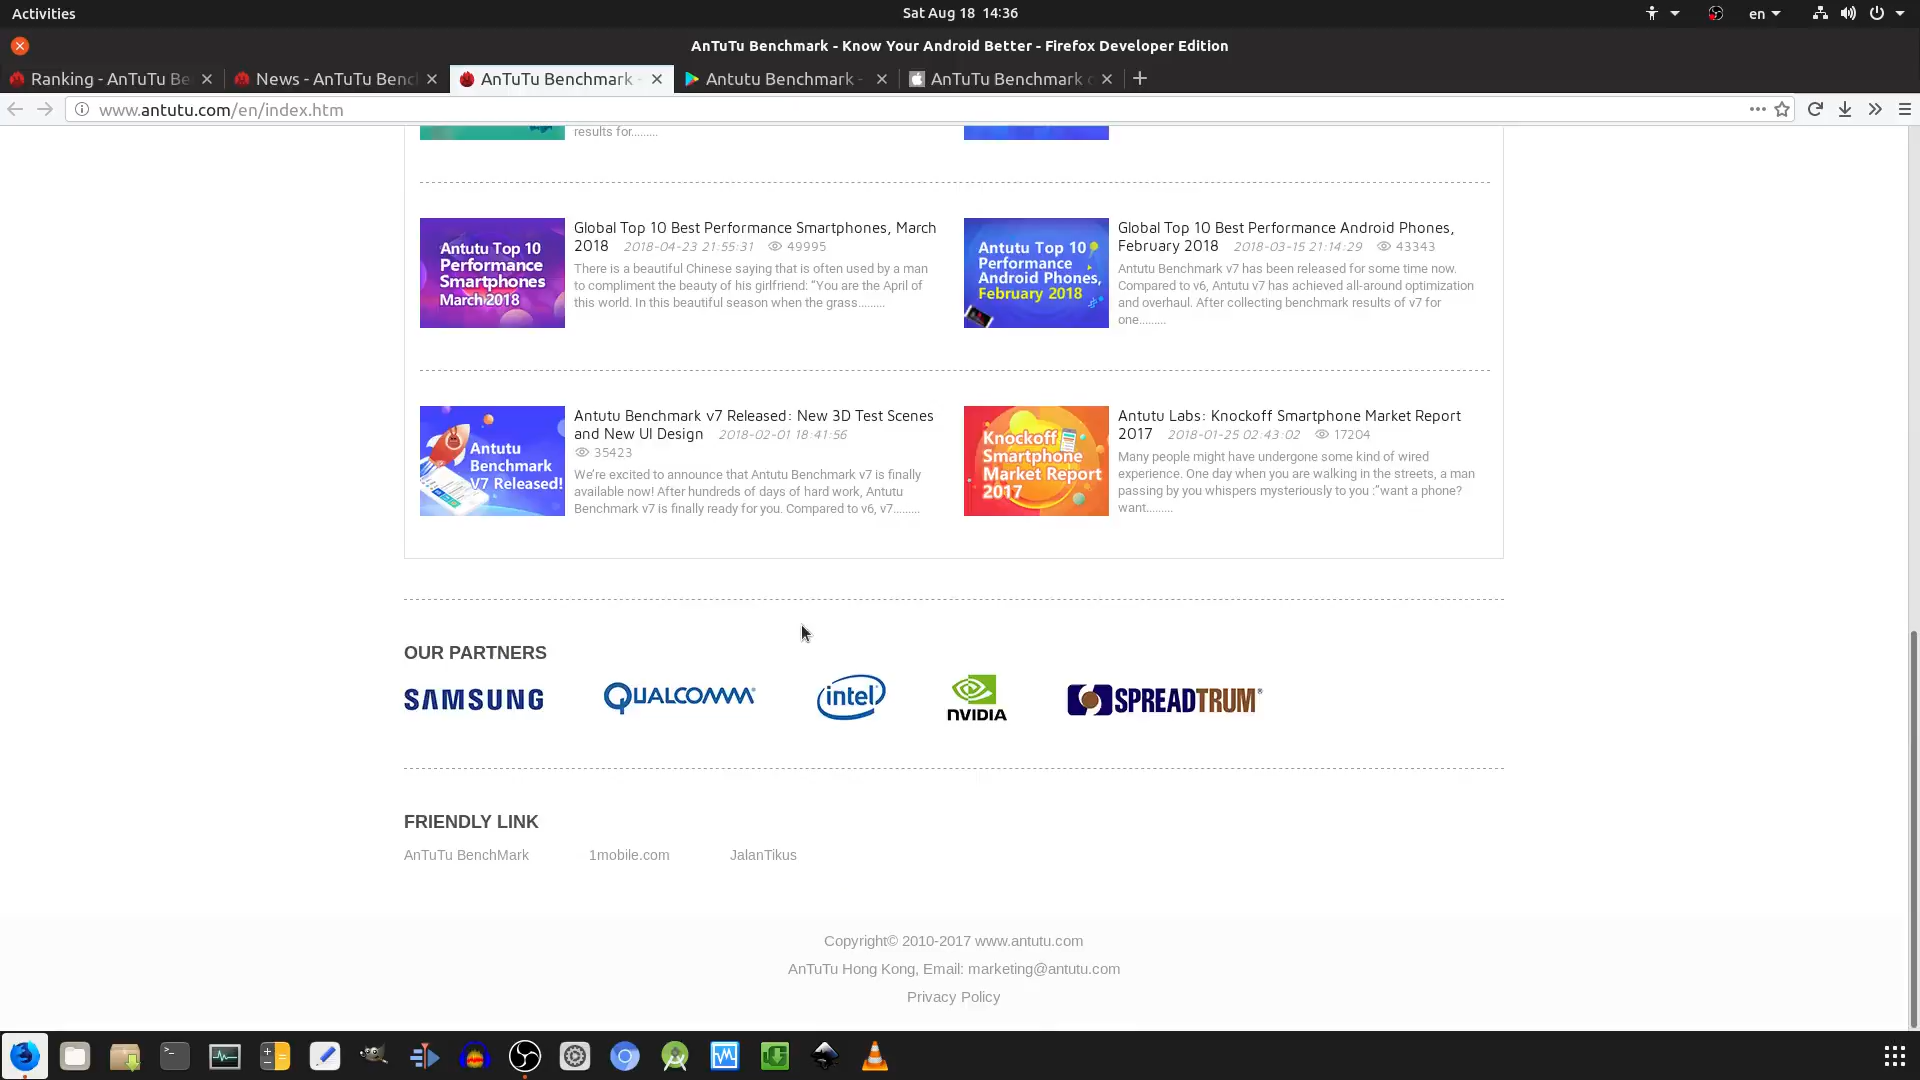 Activities
Sat Aug 18 14:36
en
AnTuTu Benchmark - Know Your Android Better - Firefox Developer Edition
Ranking - AnTuTu Be
News - AnTuTu Benc
AnTuTu Benchmark -
Antutu Benchmark -
AnTuTu Benchmark
www.antutu.com/en/index.htm
results for.........
Antutu Top 10
Performance
Smartphones
March 2018
Global Top 10 Best Performance Smartphones, March
2018 2018-04-23 21:55:31 49995
There is a beautiful Chinese saying that is often used by a man
to compliment the beauty of his girlfriend: “You are the April of
this world. In this beautiful season when the grass.........
Antutu Top 10
Performance
Android Phones,
February 2018
Global Top 10 Best Performance Android Phones,
February 2018 2018-03-15 21:14:29 43343
Antutu Benchmark v7 has been released for some time now.
Compared to v6, Antutu v7 has achieved all-around optimization
and overhaul. After collecting benchmark results of v7 for
one.........
Antutu
Benchmark
V7 Released!
Antutu Benchmark v7 Released: New 3D Test Scenes
and New UI Design 2018-02-01 18:41:56
35423
We’re excited to announce that Antutu Benchmark v7 is finally
available now! After hundreds of days of hard work, Antutu
Benchmark v7 is finally ready for you. Compared to v6, v7.........
Knockoff
Smartphone
Market Report
2017
Antutu Labs: Knockoff Smartphone Market Report
2017 2018-01-25 02:43:02 17204
Many people might have undergone some kind of wired
experience. One day when you are walking in the streets, a man
passing by you whispers mysteriously to you :“want a phone?
want.........
OUR PARTNERS
SAMSUNG QUALCOMM intel NVIDIA SPREADTRUM®
FRIENDLY LINK
AnTuTu BenchMark 1mobile.com JalanTikus
Copyright© 2010-2017 www.antutu.com
AnTuTu Hong Kong, Email: marketing@antutu.com
Privacy Policy